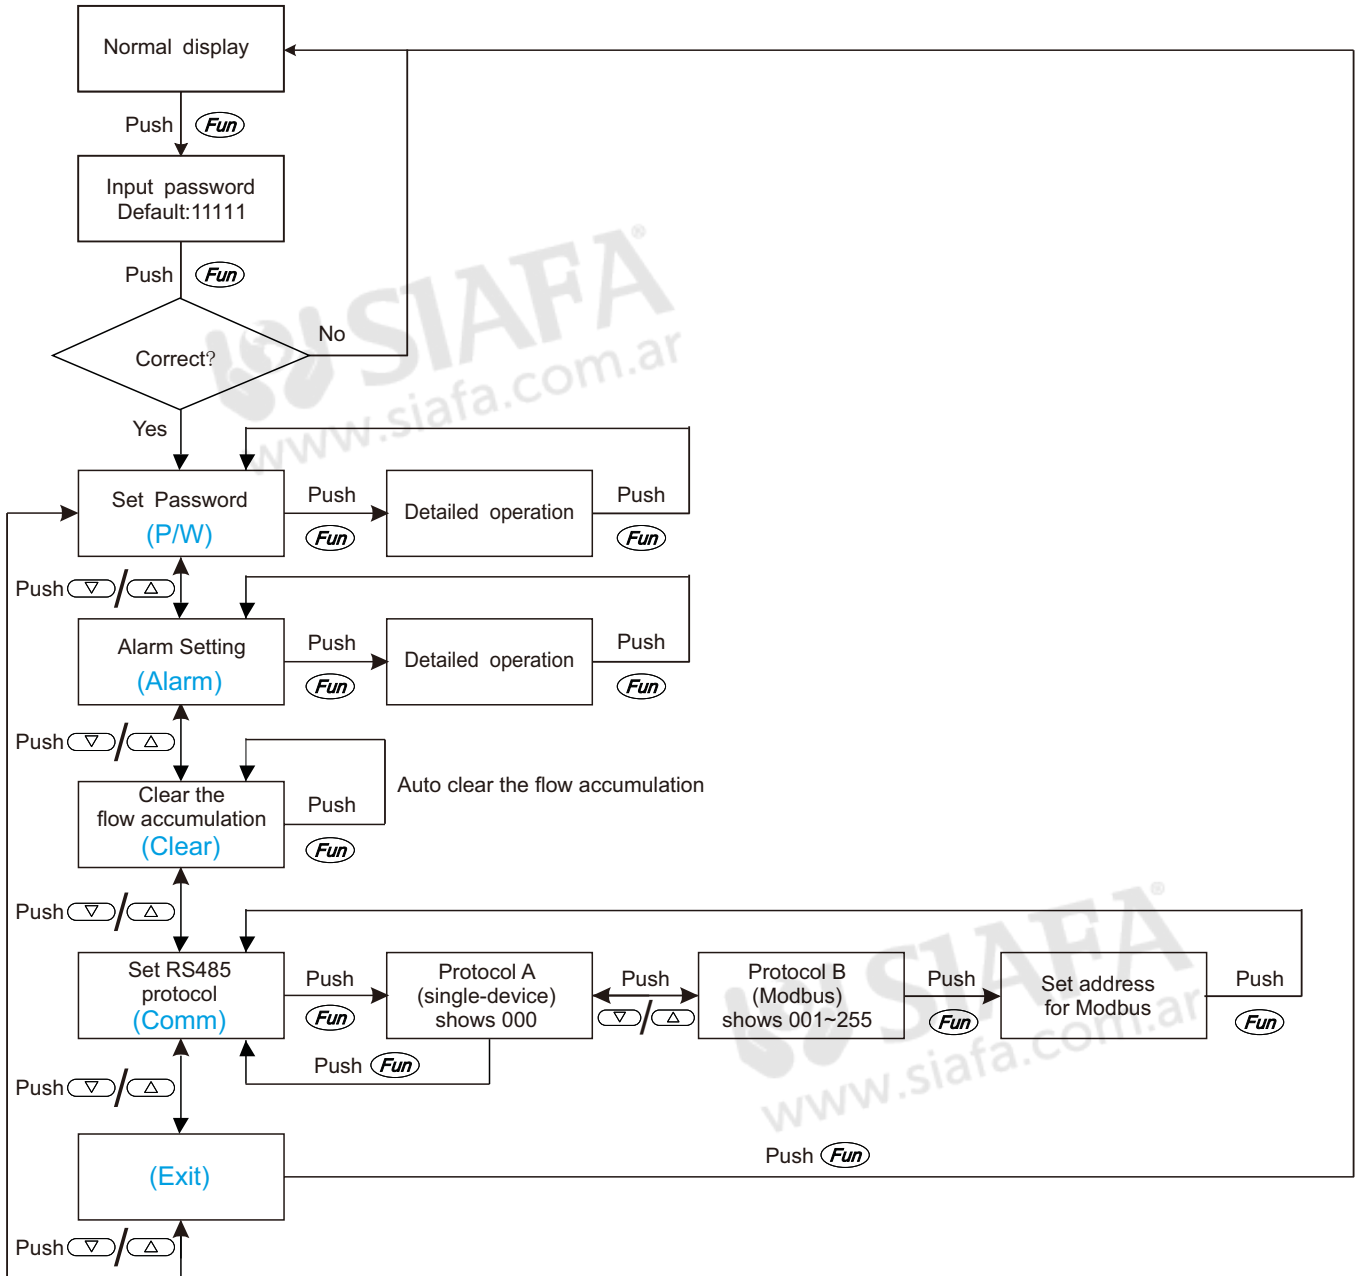 Normal display
Push Fun
Input password
Default:11111
Push Fun
SIAFA®
www.siafa.com.ar
Correct?
No
Yes
Set Password
(P/W)
Push
Fun
Detailed operation
Push
Fun
Push ▽/△
Alarm Setting
(Alarm)
Push
Fun
Detailed operation
Push
Fun
Push ▽/△
Clear the
flow accumulation
(Clear)
Push
Fun
Auto clear the flow accumulation
Push ▽/△
Set RS485
protocol
(Comm)
Push
Fun
Protocol A
(single-device)
shows 000
Push
▽/△
Protocol B
(Modbus)
shows 001~255
Push
Fun
Set address
for Modbus
Push
Fun
Push Fun
SIAFA®
www.siafa.com.ar
Push ▽/△
(Exit)
Push Fun
Push ▽/△